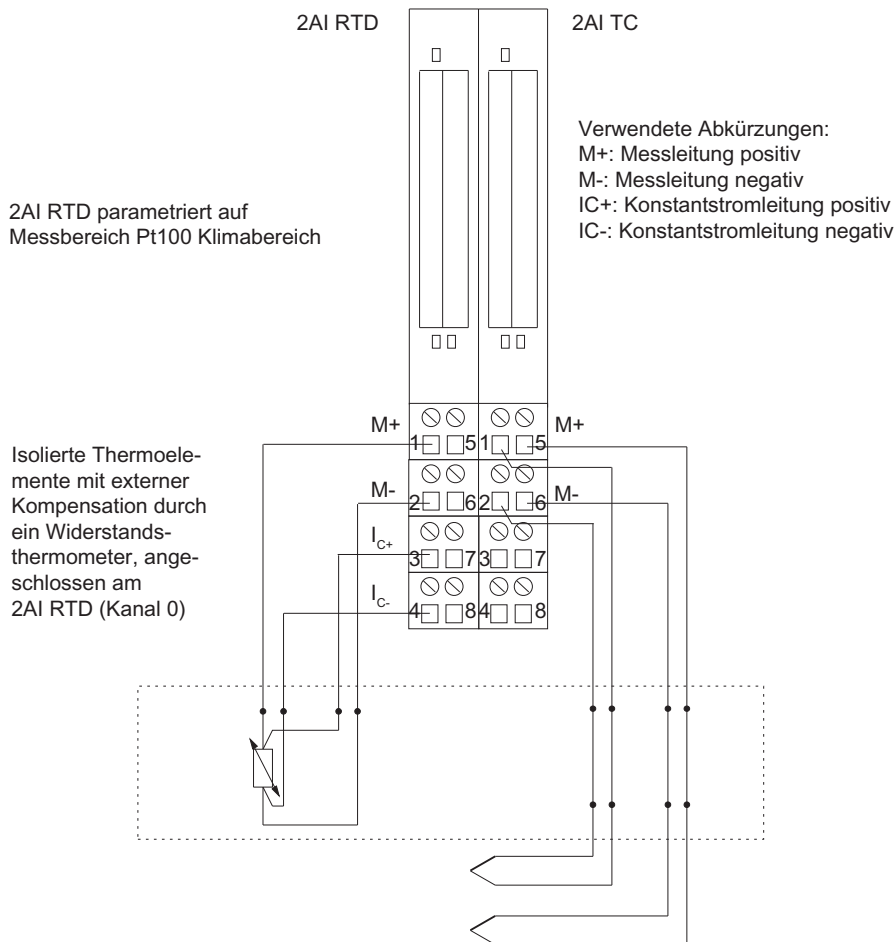 2AI RTD
2AI TC
Verwendete Abkürzungen:
M+: Messleitung positiv
M-: Messleitung negativ
IC+: Konstantstromleitung positiv
IC-: Konstantstromleitung negativ
2AI RTD parametriert auf
Messbereich Pt100 Klimabereich
Isolierte Thermoele-
mente mit externer
Kompensation durch
ein Widerstands-
thermometer, ange-
schlossen am
2AI RTD (Kanal 0)
M+ 1 5 1 5 M+
M- 2 6 2 6 M-
IC+ 3 7 3 7
IC- 4 8 4 8